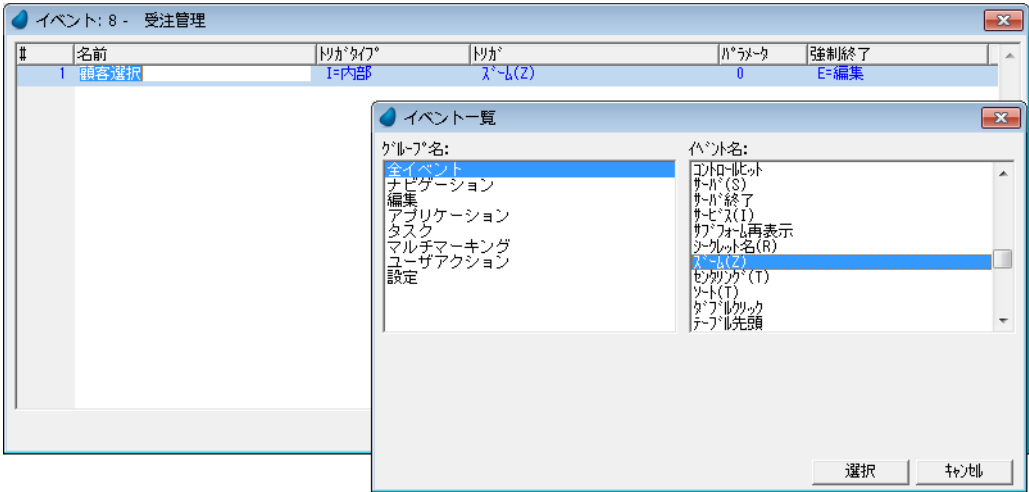 イベント: 8 - 受注管理
# 名前 ﾄﾘｶﾞﾀｲﾌﾟ ﾄﾘｶﾞ ﾊﾟﾗﾒｰﾀ 強制終了
1 顧客選択 I=内部 ｽﾞｰﾑ(Z) 0 E=編集
イベント一覧
ｸﾞﾙｰﾌﾟ名:
全イベント
ナビゲーション
編集
アプリケーション
タスク
マルチマーキング
ユーザアクション
設定
ｲﾍﾞﾝﾄ名:
ｺﾝﾄﾛｰﾙﾋｯﾄ
ｻｰﾊﾞ(S)
ｻｰﾊﾞ終了
ｻｰﾋﾞｽ(I)
ｻﾌﾞﾌｫｰﾑ再表示
ｼｰｸﾚｯﾄ名(R)
ｽﾞｰﾑ(Z)
ｾﾝﾀﾘﾝｸﾞ(T)
ｿｰﾄ(T)
ﾀﾞﾌﾞﾙｸﾘｯｸ
ﾃｰﾌﾞﾙ先頭
選択
ｷｬﾝｾﾙ